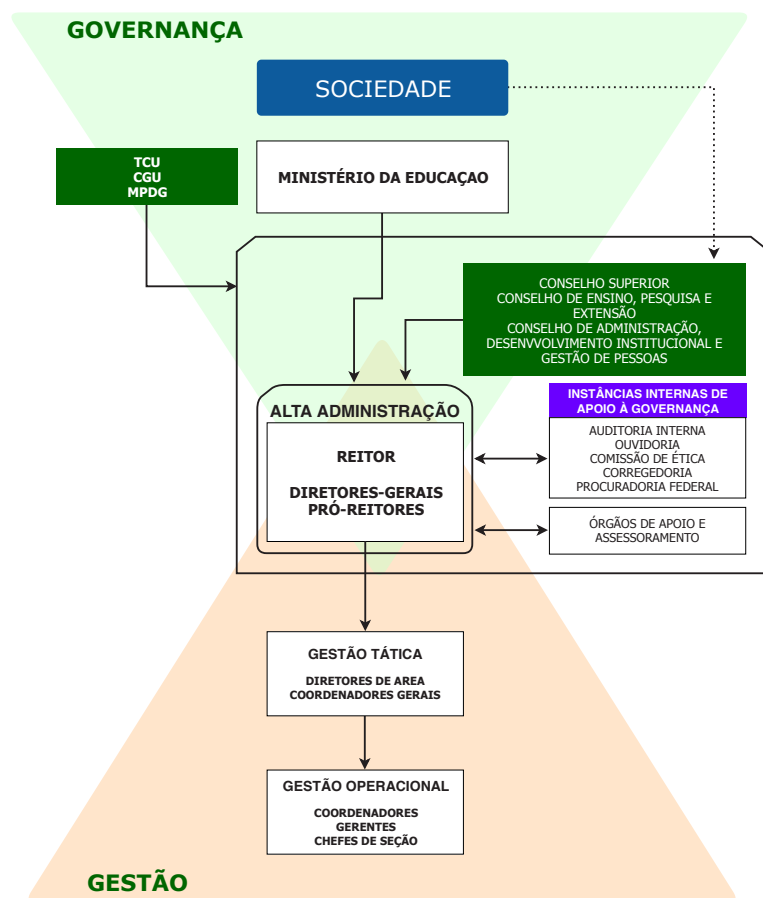 GOVERNANÇA
SOCIEDADE
TCU
CGU
MPDG
MINISTÉRIO DA EDUCAÇAO
CONSELHO SUPERIOR
CONSELHO DE ENSINO, PESQUISA E
EXTENSÃO
CONSELHO DE ADMINISTRAÇÃO,
DESENVVOLVIMENTO INSTITUCIONAL E
GESTÃO DE PESSOAS
ALTA ADMINISTRAÇÃO
REITOR
DIRETORES-GERAIS
PRÓ-REITORES
INSTÂNCIAS INTERNAS DE
APOIO À GOVERNANÇA
AUDITORIA INTERNA
OUVIDORIA
COMISSÃO DE ÉTICA
CORREGEDORIA
PROCURADORIA FEDERAL
ÓRGÃOS DE APOIO E
ASSESSORAMENTO
GESTÃO TÁTICA
DIRETORES DE AREA
COORDENADORES GERAIS
GESTÃO OPERACIONAL
COORDENADORES
GERENTES
CHEFES DE SEÇÃO
GESTÃO